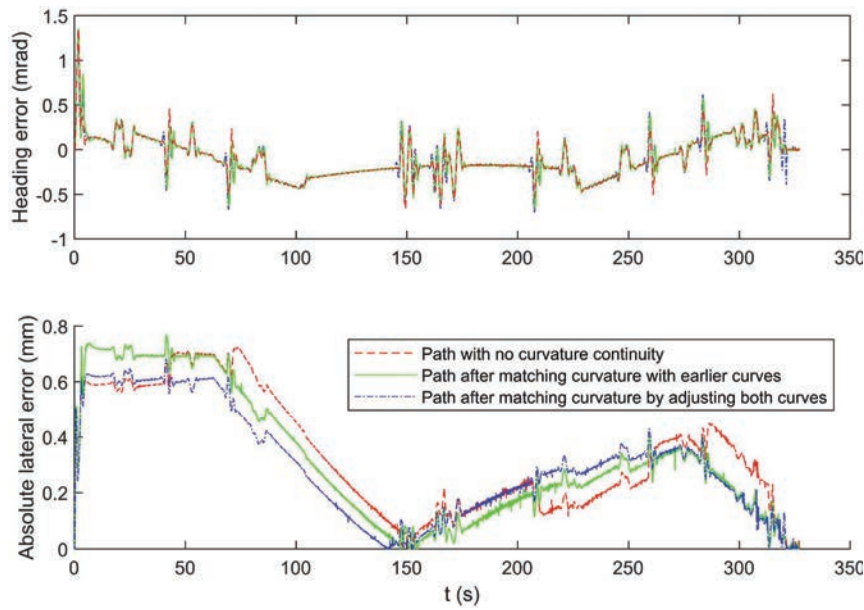 Heading error (mrad)
1.5
1
0.5
0
-0.5
-1
0 50 100 150 200 250 300 350
Absolute lateral error (mm)
0.8
0.6
0.4
0.2
0
Path with no curvature continuity
Path after matching curvature with earlier curves
Path after matching curvature by adjusting both curves
0 50 100 150 200 250 300 350
t (s)